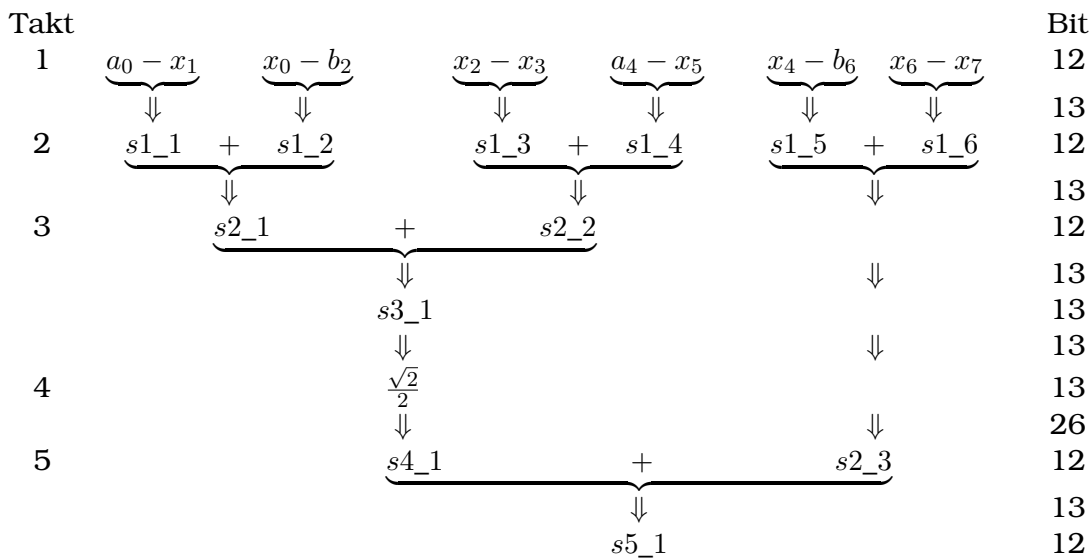 Takt Bit
1 a₀ − x₁ x₀ − b₂ x₂ − x₃ a₄ − x₅ x₄ − b₆ x₆ − x₇ 12
⇓ ⇓ ⇓ ⇓ ⇓ ⇓ 13
2 s1_1 + s1_2 s1_3 + s1_4 s1_5 + s1_6 12
⇓ ⇓ ⇓ 13
3 s2_1 + s2_2 12
⇓ ⇓ 13
s3_1 13
⇓ ⇓ 13
4 √2/2 13
⇓ ⇓ 26
5 s4_1 + s2_3 12
⇓ 13
s5_1 12